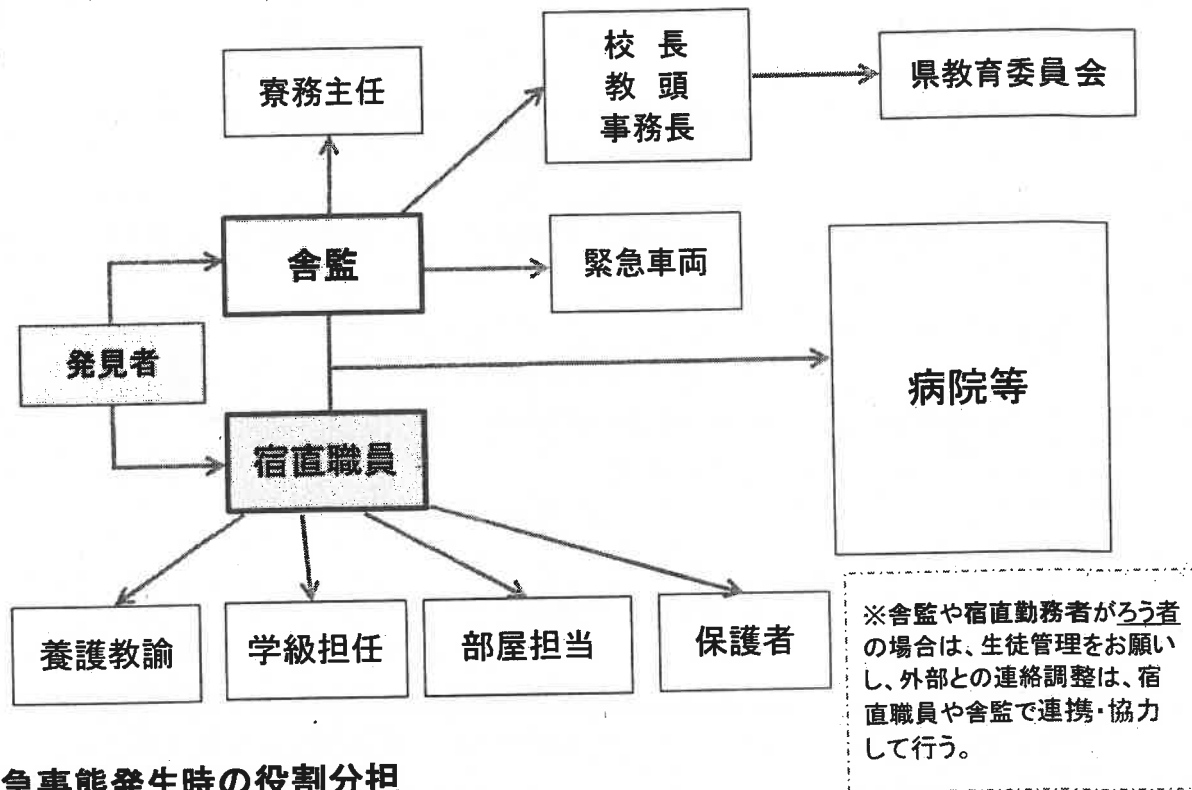 校 長
教 頭
事務長
県教育委員会
寮務主任
舎監
緊急車両
発見者
病院等
宿直職員
養護教諭
学級担任
部屋担当
保護者
※舎監や宿直勤務者がろう者
の場合は、生徒管理をお願い
し、外部との連絡調整は、宿
直職員や舎監で連携・協力
して行う。
急事態発生時の役割分担